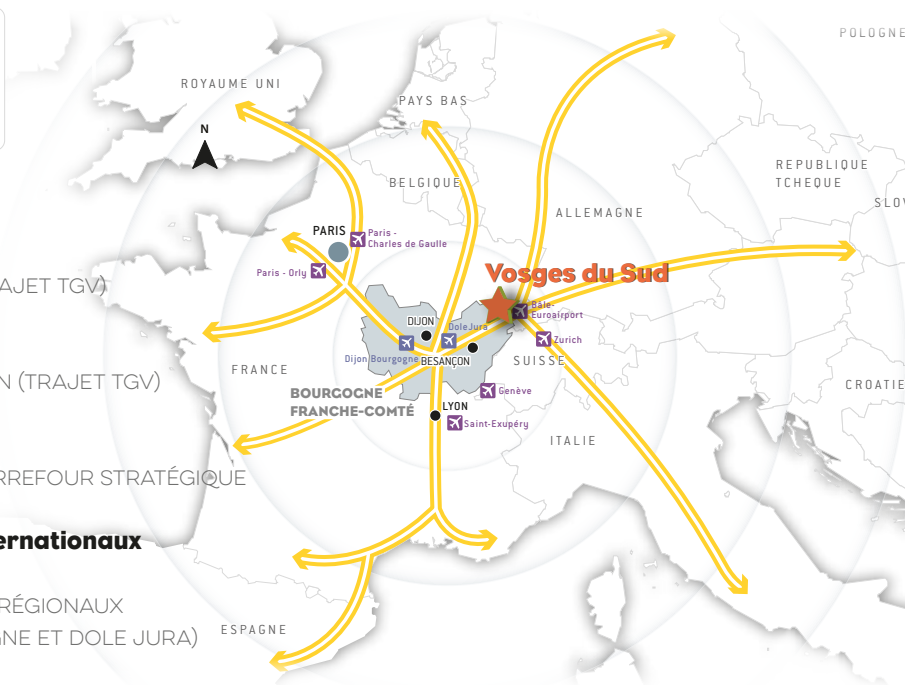 POLOGNE
ROYAUME UNI
PAYS BAS
N
REPUBLIQUE
TCHEQUE
BELGIQUE
ALLEMAGNE
PARIS
Paris -
Charles de Gaulle
Paris - Orly
Vosges du Sud
AJET TGV)
Bâle-
Euroairport
DIJON
DoleJura
Zurich
Dijon Bourgogne
BESANÇON
SUISSE
FRANCE
N (TRAJET TGV)
CROATIE
BOURGOGNE
FRANCHE-COMTÉ
Genève
LYON
Saint-Exupéry
ITALIE
RREFOUR STRATÉGIQUE
ernationaux
RÉGIONAUX
GNE ET DOLE JURA)
ESPAGNE